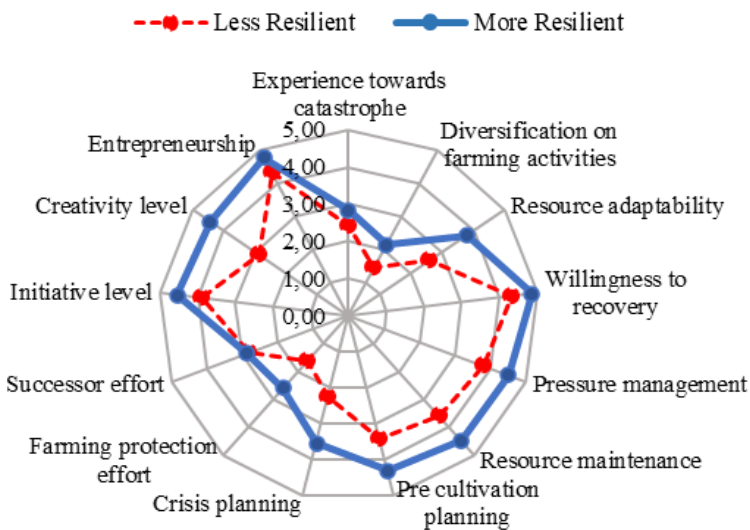 Less Resilient
More Resilient
Experience towards
catastrophe
Diversification on
farming activities
Resource adaptability
Willingness to
recovery
Pressure management
Resource maintenance
Pre cultivation
planning
Crisis planning
Farming protection
effort
Successor effort
Initiative level
Creativity level
Entrepreneurship
5,00
4,00
3,00
2,00
1,00
0,00